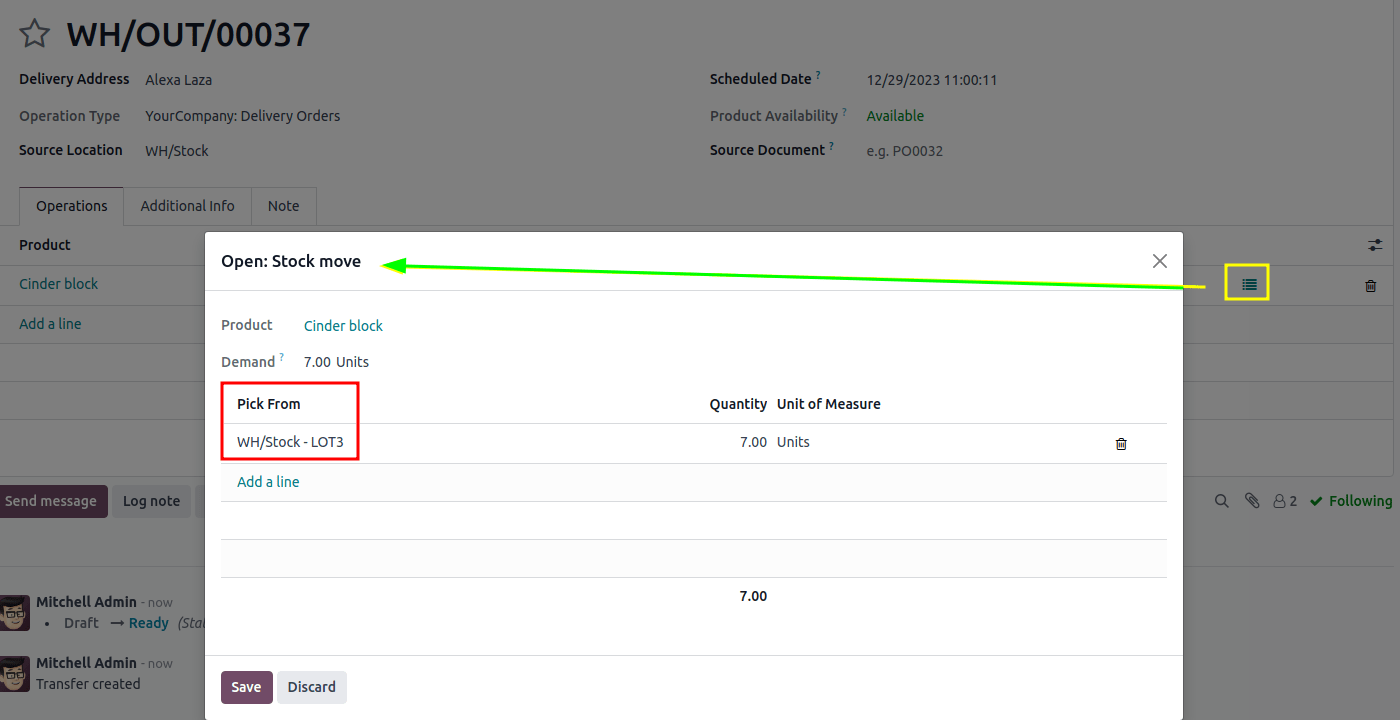 WH/OUT/00037
Delivery Address Alexa Laza Scheduled Date ? 12/29/2023 11:00:11
Operation Type YourCompany: Delivery Orders Product Availability ? Available
Source Location WH/Stock Source Document ? e.g. PO0032
Operations Additional Info Note
Product
Open: Stock move
Cinder block
Add a line
Product Cinder block
Demand ? 7.00 Units
Pick From Quantity Unit of Measure
WH/Stock - LOT3 7.00 Units
Add a line
Send message Log note 2 Following
7.00
Mitchell Admin - now
• Draft → Ready
Mitchell Admin - now
Transfer created
Save Discard